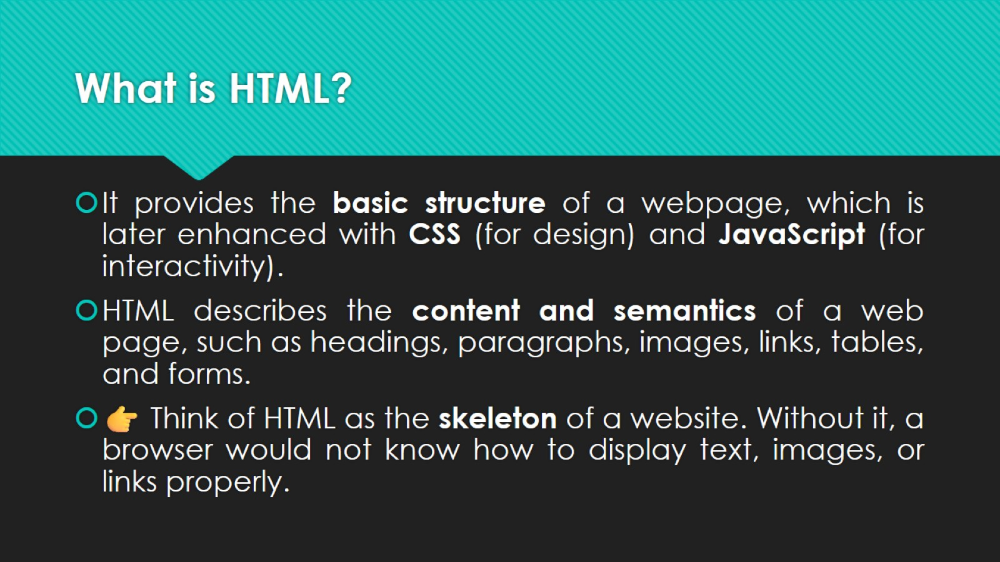 What is HTML?
It provides the basic structure of a webpage, which is
later enhanced with CSS (for design) and JavaScript (for
interactivity).
HTML describes the content and semantics of a web
page, such as headings, paragraphs, images, links, tables,
and forms.
👉 Think of HTML as the skeleton of a website. Without it, a
browser would not know how to display text, images, or
links properly.